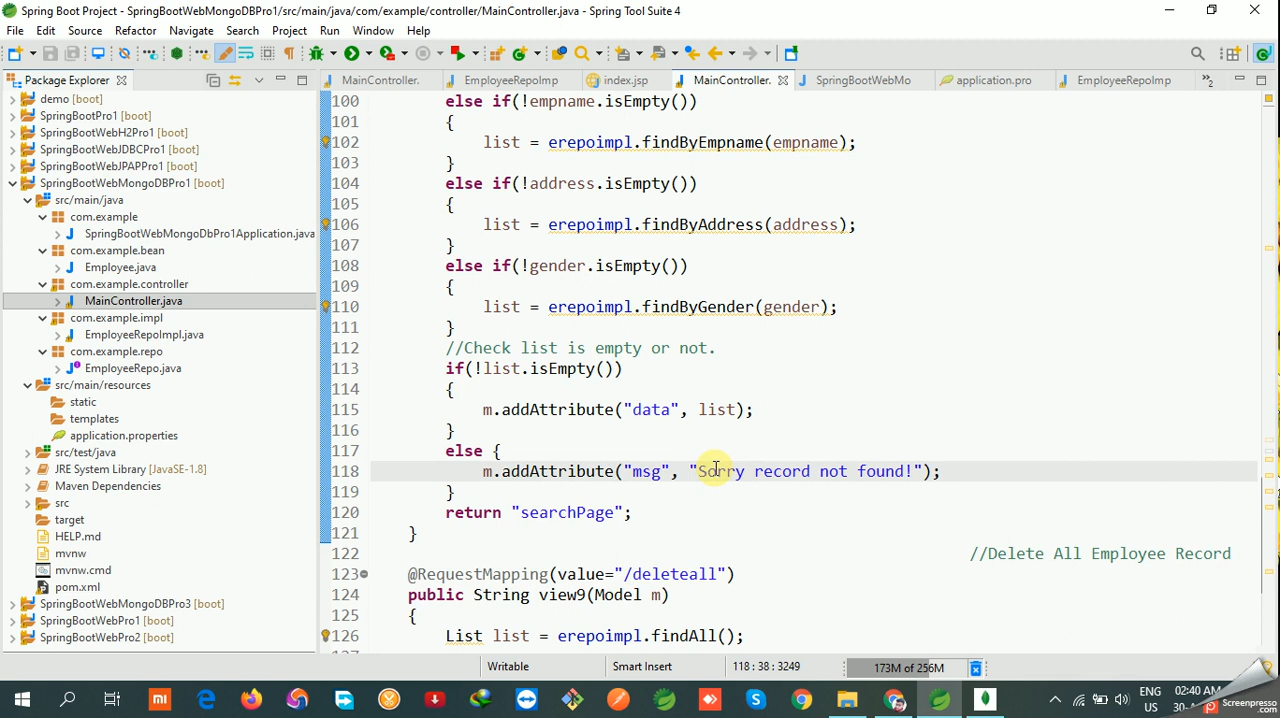 Spring Boot Project - SpringBootWebMongoDBPro1/src/main/java/com/example/controller/MainController.java - Spring Tool Suite 4
File Edit Source Refactor Navigate Search Project Run Window Help
Package Explorer
MainController. EmployeeRepoImp index.jsp MainController. SpringBootWebMo application.pro EmployeeRepoImp »2
demo [boot]
SpringBootPro1 [boot]
SpringBootWebH2Pro1 [boot]
SpringBootWebJDBCPro1 [boot]
SpringBootWebJPAPPro1 [boot]
SpringBootWebMongoDBPro1 [boot]
src/main/java
com.example
SpringBootWebMongoDbPro1Application.java
com.example.bean
Employee.java
com.example.controller
MainController.java
com.example.impl
EmployeeRepoImpl.java
com.example.repo
EmployeeRepo.java
src/main/resources
static
templates
application.properties
src/test/java
JRE System Library [JavaSE-1.8]
Maven Dependencies
src
target
HELP.md
mvnw
mvnw.cmd
pom.xml
SpringBootWebMongoDBPro3 [boot]
SpringBootWebPro1 [boot]
SpringBootWebPro2 [boot]
100 else if(!empname.isEmpty())
101 {
102 list = erepoimpl.findByEmpname(empname);
103 }
104 else if(!address.isEmpty())
105 {
106 list = erepoimpl.findByAddress(address);
107 }
108 else if(!gender.isEmpty())
109 {
110 list = erepoimpl.findByGender(gender);
111 }
112 //Check list is empty or not.
113 if(!list.isEmpty())
114 {
115 m.addAttribute("data", list);
116 }
117 else {
118 m.addAttribute("msg", "Sorry record not found!");
119 }
120 return "searchPage";
121 }
122 //Delete All Employee Record
123 @RequestMapping(value="/deleteall")
124 public String view9(Model m)
125 {
126 List list = erepoimpl.findAll();
Writable Smart Insert 118 : 38 : 3249 173M of 256M
ENG
US
02:40 AM
Screenpresso
.com